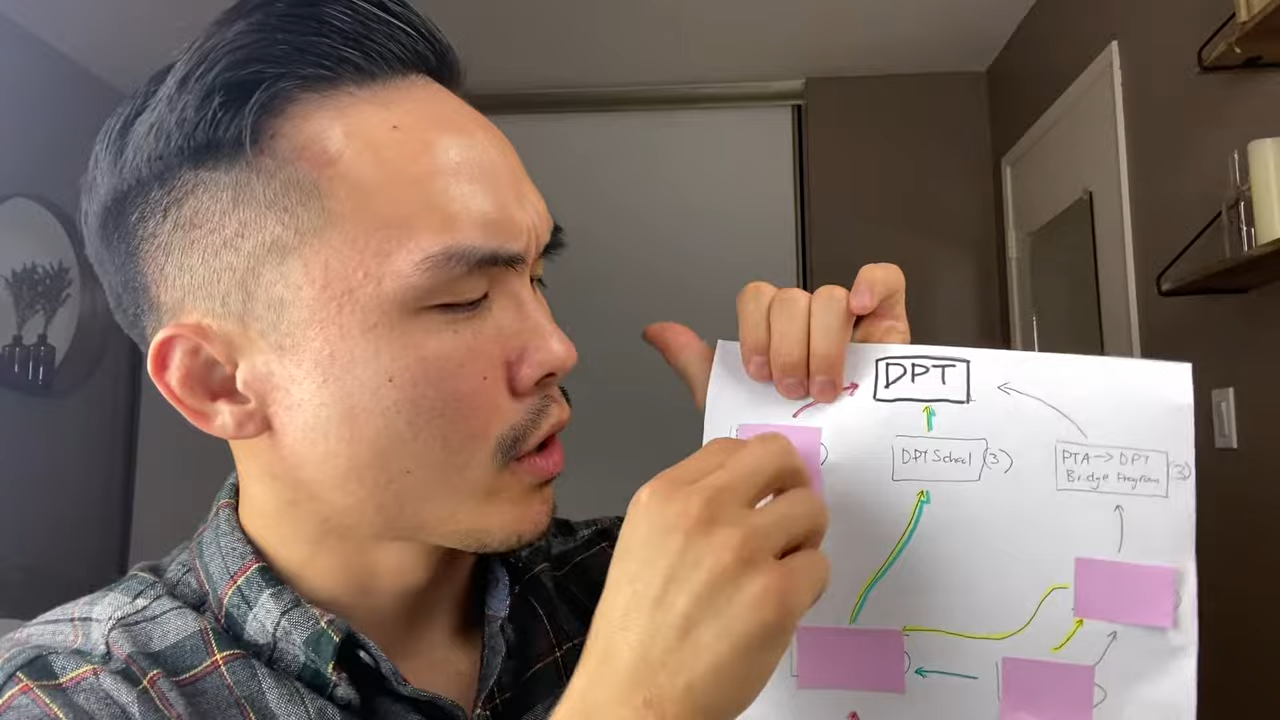 DPT
DPT School (3)
PTA → DPT
Bridge Program (3)